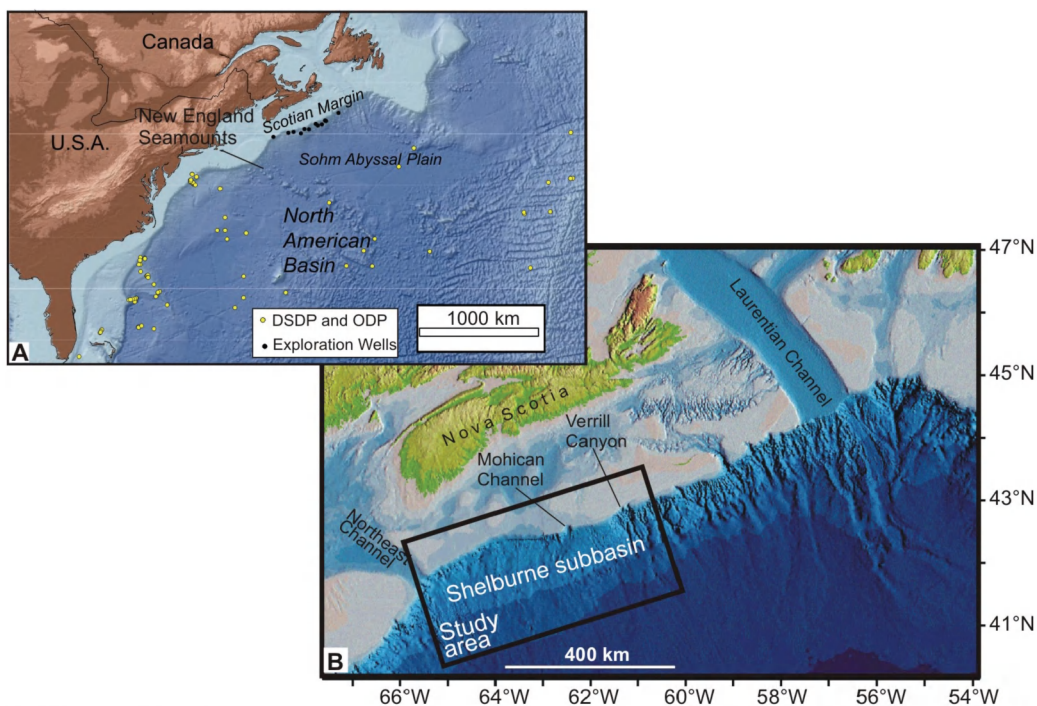 Canada
U.S.A.
New England
Seamounts
Scotian Margin
Sohm Abyssal Plain
North
American
Basin
DSDP and ODP
Exploration Wells
1000 km
A
47°N
45°N
43°N
41°N
Laurentian Channel
Nova Scotia
Verrill
Canyon
Mohican
Channel
Northeast
Channel
Shelburne subbasin
Study
area
400 km
B
66°W 64°W 62°W 60°W 58°W 56°W 54°W